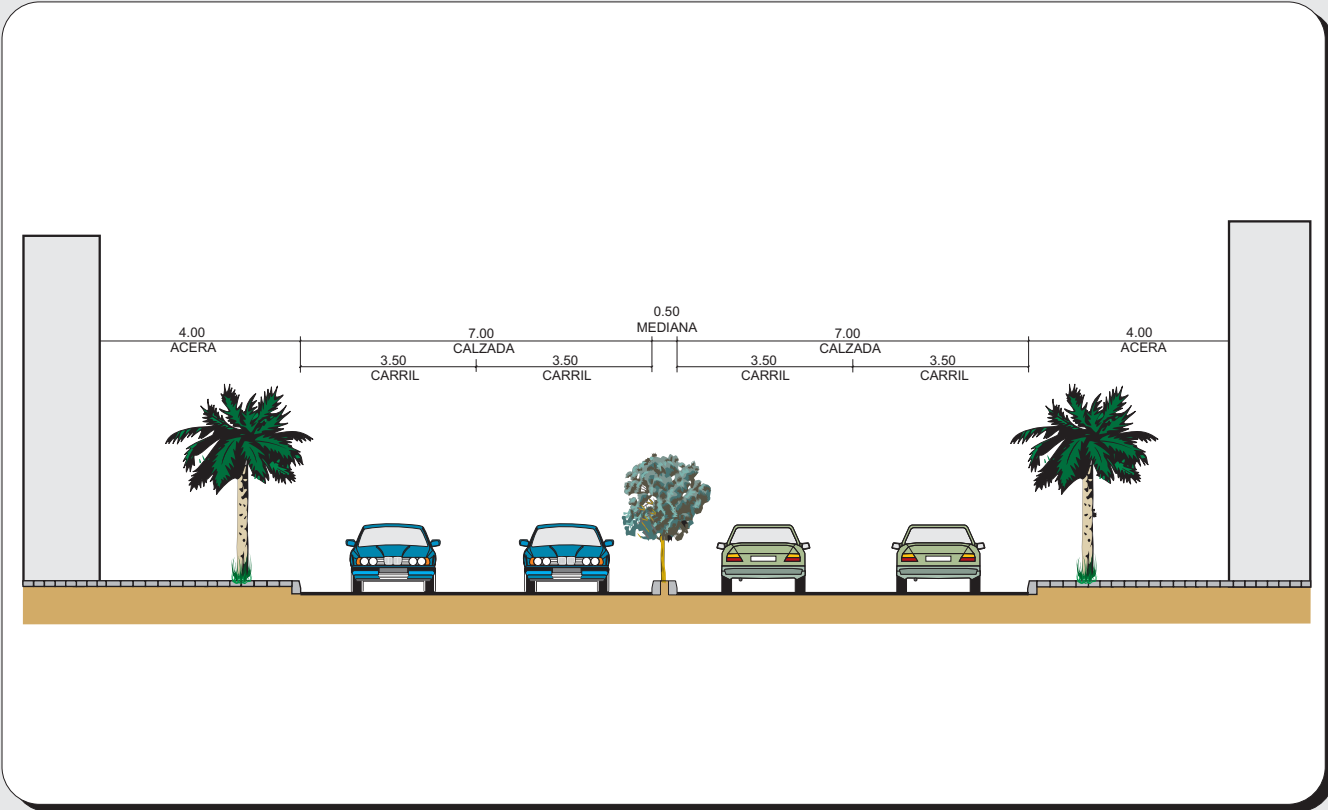 0.50
MEDIANA
4.00
ACERA
7.00
CALZADA
7.00
CALZADA
4.00
ACERA
3.50
CARRIL
3.50
CARRIL
3.50
CARRIL
3.50
CARRIL